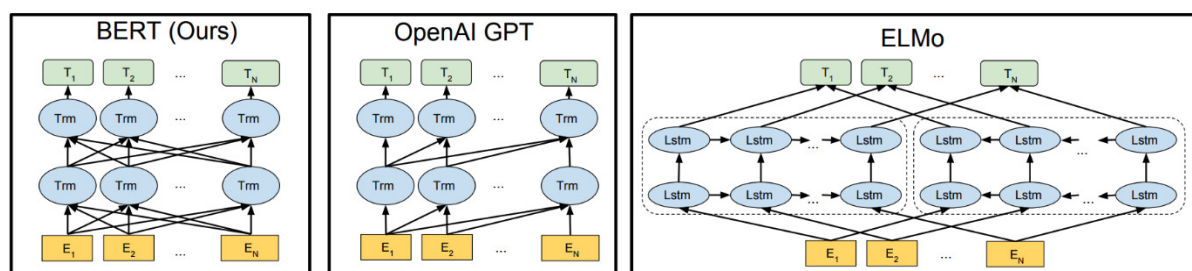 BERT (Ours)
T1 T2 ... TN
Trm Trm ... Trm
Trm Trm ... Trm
E1 E2 ... EN
OpenAI GPT
T1 T2 ... TN
Trm Trm ... Trm
Trm Trm ... Trm
E1 E2 ... EN
ELMo
T1 T2 ... TN
Lstm Lstm ... Lstm Lstm Lstm ... Lstm
Lstm Lstm ... Lstm Lstm Lstm ... Lstm
E1 E2 ... EN